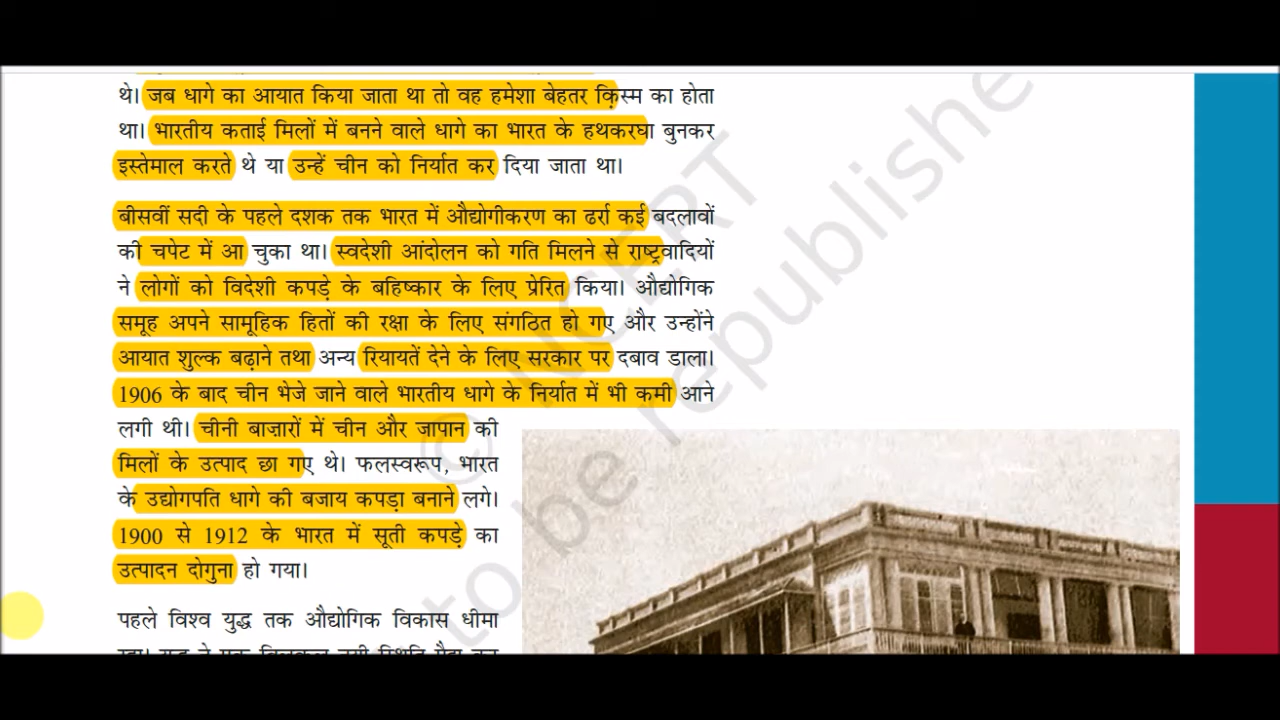 थे। जब धागे का आयात किया जाता था तो वह हमेशा बेहतर क़िस्म का होता
था। भारतीय कताई मिलों में बनने वाले धागे का भारत के हथकरघा बुनकर
इस्तेमाल करते थे या उन्हें चीन को निर्यात कर दिया जाता था।
बीसवीं सदी के पहले दशक तक भारत में औद्योगीकरण का ढर्रा कई बदलावों
की चपेट में आ चुका था। स्वदेशी आंदोलन को गति मिलने से राष्ट्रवादियों
ने लोगों को विदेशी कपड़े के बहिष्कार के लिए प्रेरित किया। औद्योगिक
समूह अपने सामूहिक हितों की रक्षा के लिए संगठित हो गए और उन्होंने
आयात शुल्क बढ़ाने तथा अन्य रियायतें देने के लिए सरकार पर दबाव डाला।
1906 के बाद चीन भेजे जाने वाले भारतीय धागे के निर्यात में भी कमी आने
लगी थी। चीनी बाज़ारों में चीन और जापान की
मिलों के उत्पाद छा गए थे। फलस्वरूप, भारत
के उद्योगपति धागे की बजाय कपड़ा बनाने लगे।
1900 से 1912 के भारत में सूती कपड़े का
उत्पादन दोगुना हो गया।
पहले विश्व युद्ध तक औद्योगिक विकास धीमा
© NCERT
to be republishe